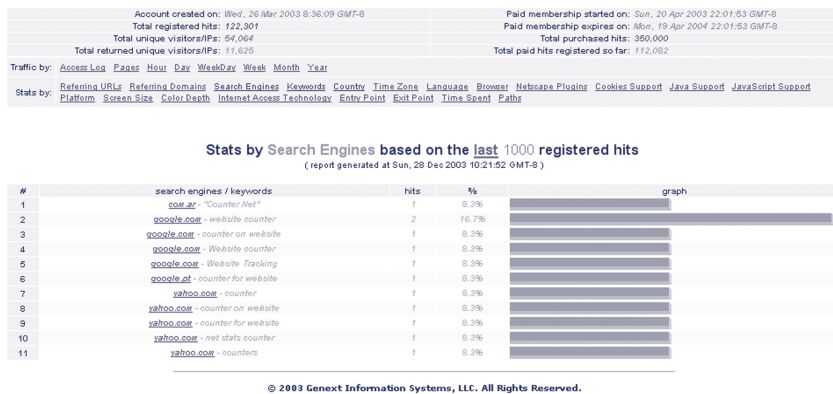 Account created on: Wed, 26 Mar 2003 8:36:09 GMT-8 Paid membership started on: Sun, 20 Apr 2003 22:01:53 GMT-8
Total registered hits: 122,301 Paid membership expires on: Mon, 19 Apr 2004 22:01:53 GMT-8
Total unique visitors/IPs: 54,064 Total purchased hits: 350,000
Total returned unique visitors/IPs: 11,625 Total paid hits registered so far: 112,082
Traffic by: Access Log Pages Hour Day WeekDay Week Month Year
Stats by: Referring URLs Referring Domains Search Engines Keywords Country Time Zone Language Browser Netscape Plugins Cookies Support Java Support JavaScript Support
Platform Screen Size Color Depth Internet Access Technology Entry Point Exit Point Time Spent Paths
Stats by Search Engines based on the last 1000 registered hits
( report generated at Sun, 28 Dec 2003 10:21:52 GMT-8 )
# search engines / keywords hits % graph
1 com.ar - "Counter Net" 1 8.3%
2 google.com - website counter 2 16.7%
3 google.com - counter on website 1 8.3%
4 google.com - Website counter 1 8.3%
5 google.com - Website Tracking 1 8.3%
6 google.pt - counter for website 1 8.3%
7 yahoo.com - counter 1 8.3%
8 yahoo.com - counter on website 1 8.3%
9 yahoo.com - counter for website 1 8.3%
10 yahoo.com - net stats counter 1 8.3%
11 yahoo.com - counters 1 8.3%
© 2003 Genext Information Systems, LLC. All Rights Reserved.